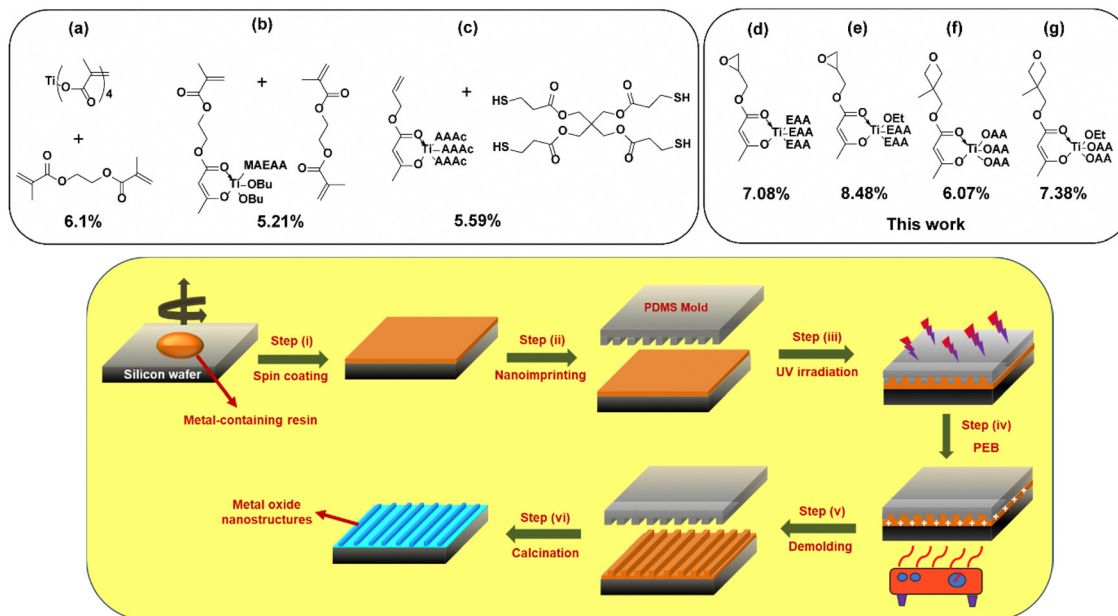 (a)
(b)
(c)
Ti
O
O
4
+
O
O
O
O
6.1%
O
O
O
O
O
Ti
MAEAA
OBu
OBu
+
O
O
O
O
5.21%
O
O
O
Ti
AAAc
AAAc
AAAc
+
HS
O
O
O
O
SH
HS
O
O
O
O
SH
5.59%
(d)
(e)
(f)
(g)
O
O
O
O
Ti
EAA
EAA
EAA
7.08%
O
O
O
O
Ti
OEt
EAA
EAA
8.48%
O
O
O
O
Ti
OAA
OAA
OAA
6.07%
O
O
O
O
Ti
OEt
OAA
OAA
7.38%
This work
Silicon wafer
Metal-containing resin
Step (i)
Spin coating
Step (ii)
Nanoimprinting
PDMS Mold
Step (iii)
UV irradiation
Step (iv)
PEB
Step (v)
Demolding
Step (vi)
Calcination
Metal oxide
nanostructures